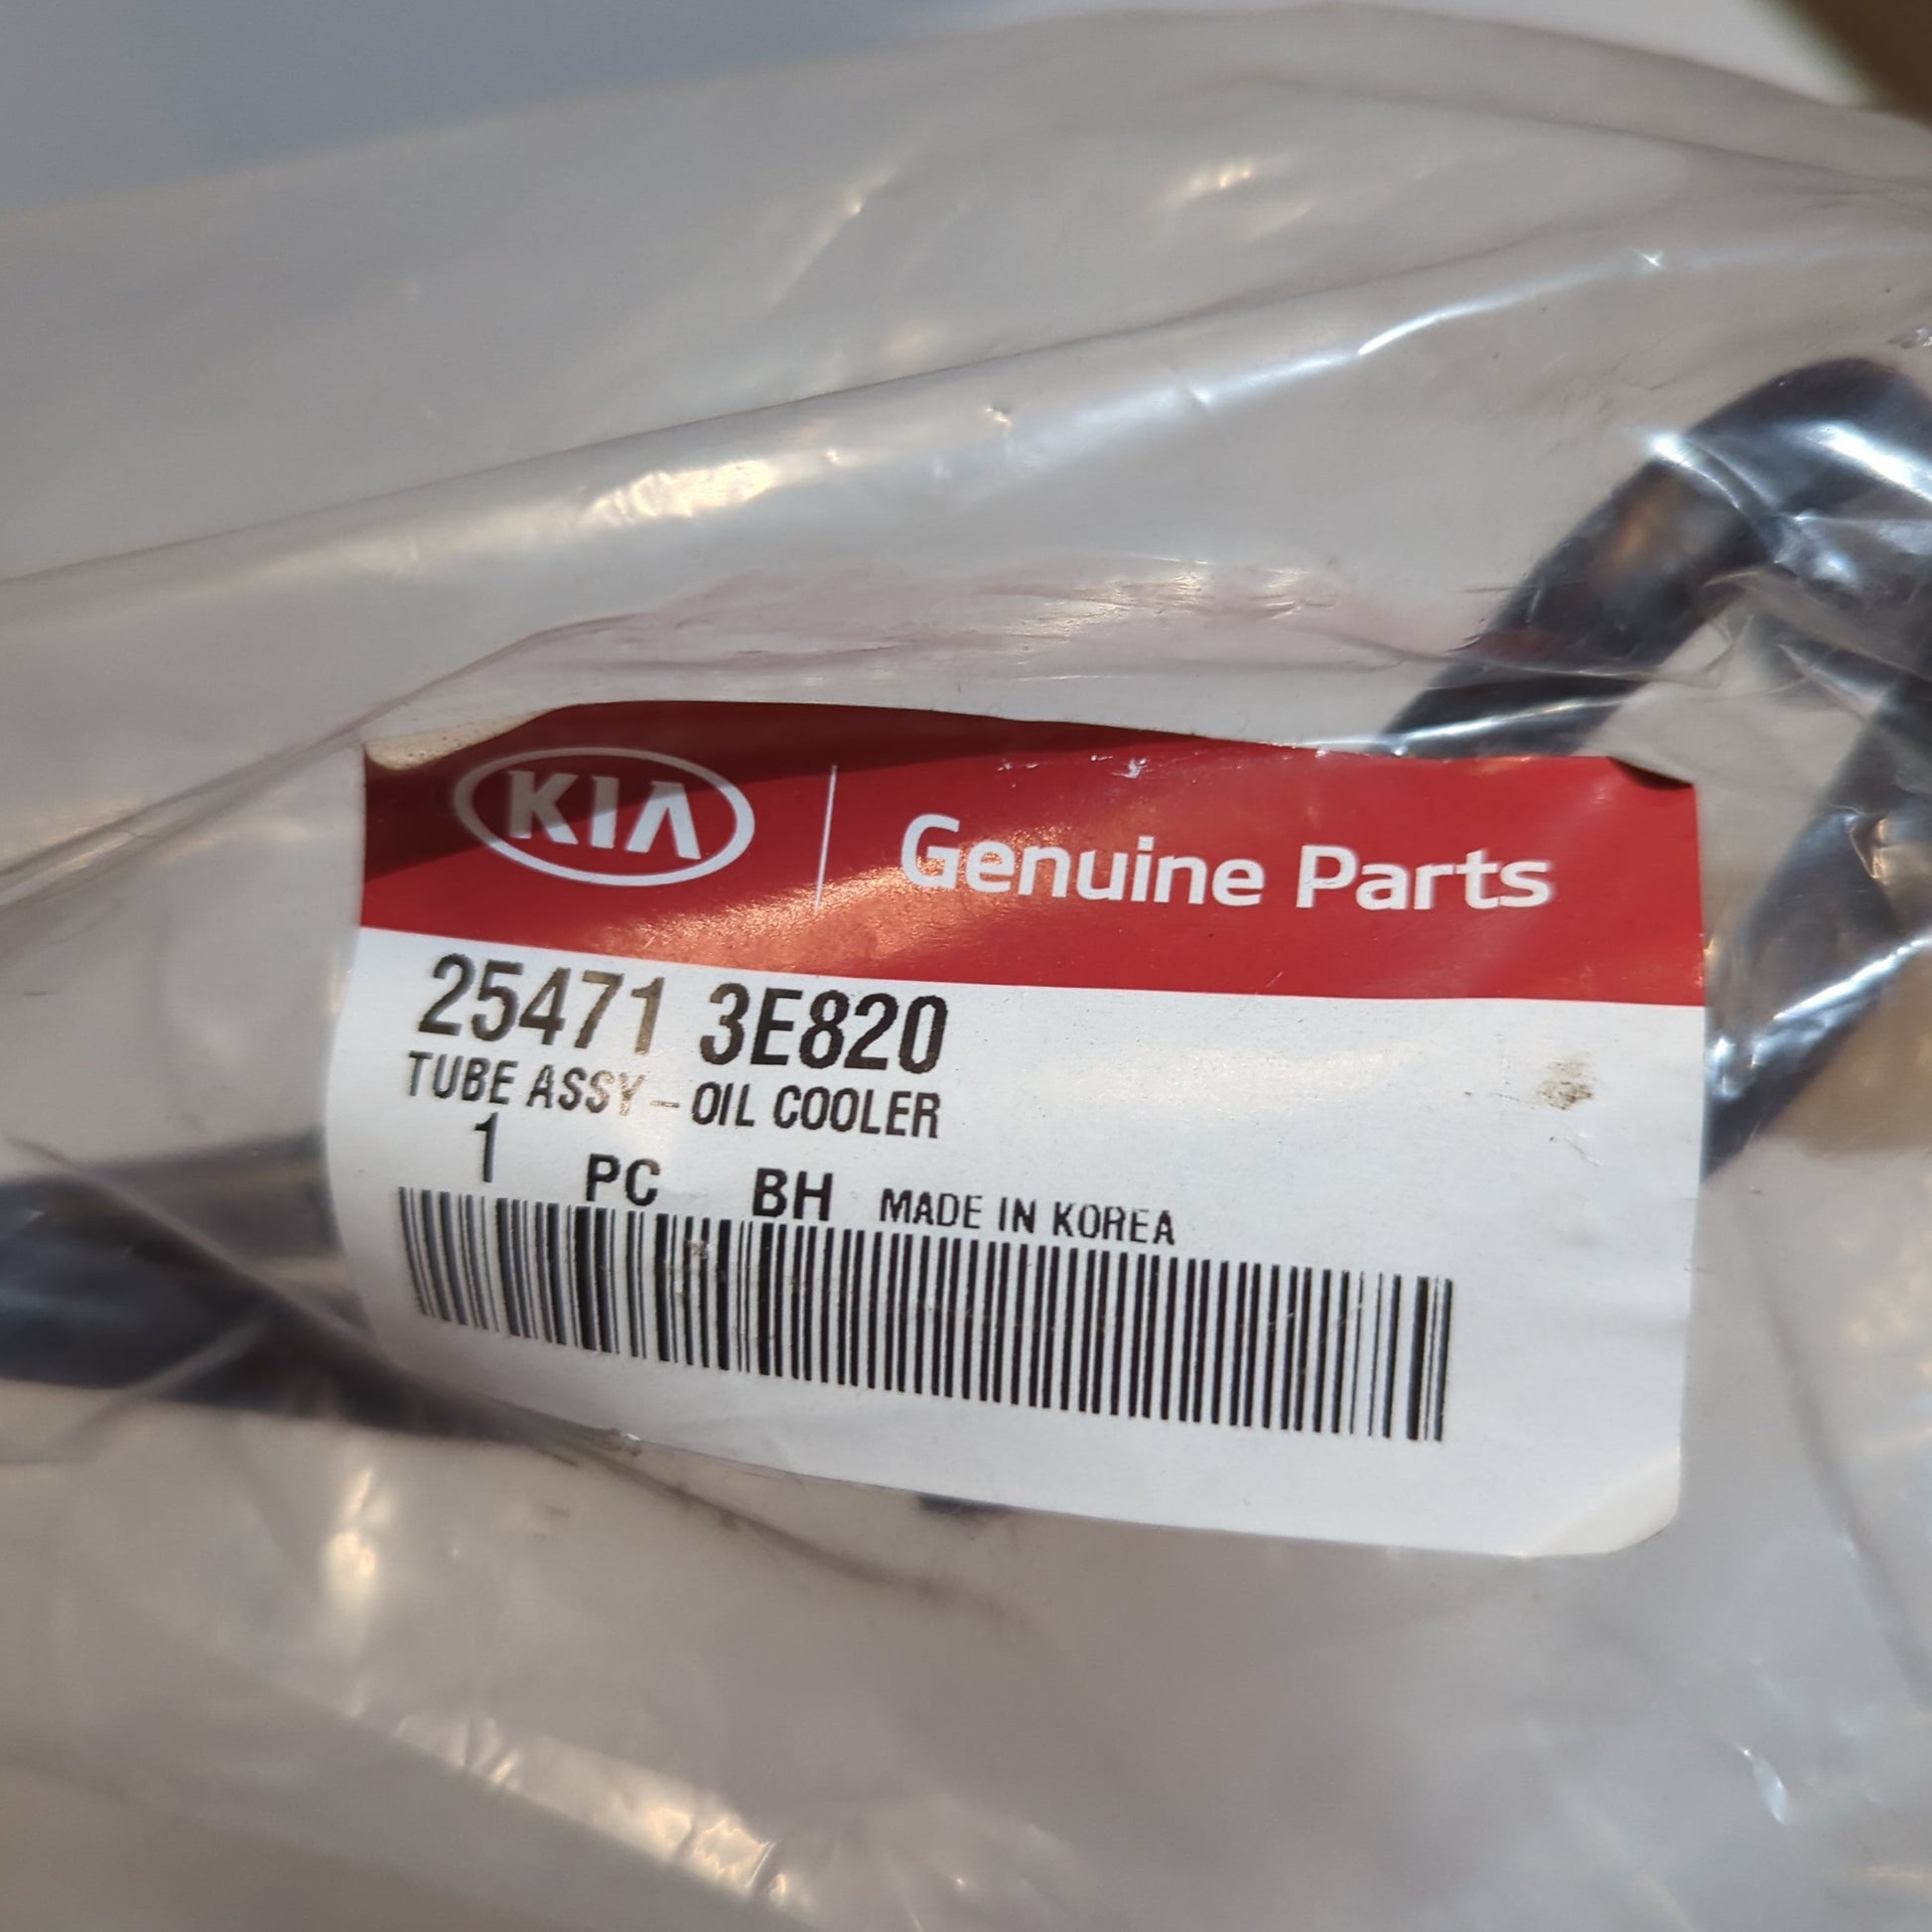 KIA Genuine Parts
25471 3E820
TUBE ASSY - OIL COOLER
1 PC BH MADE IN KOREA